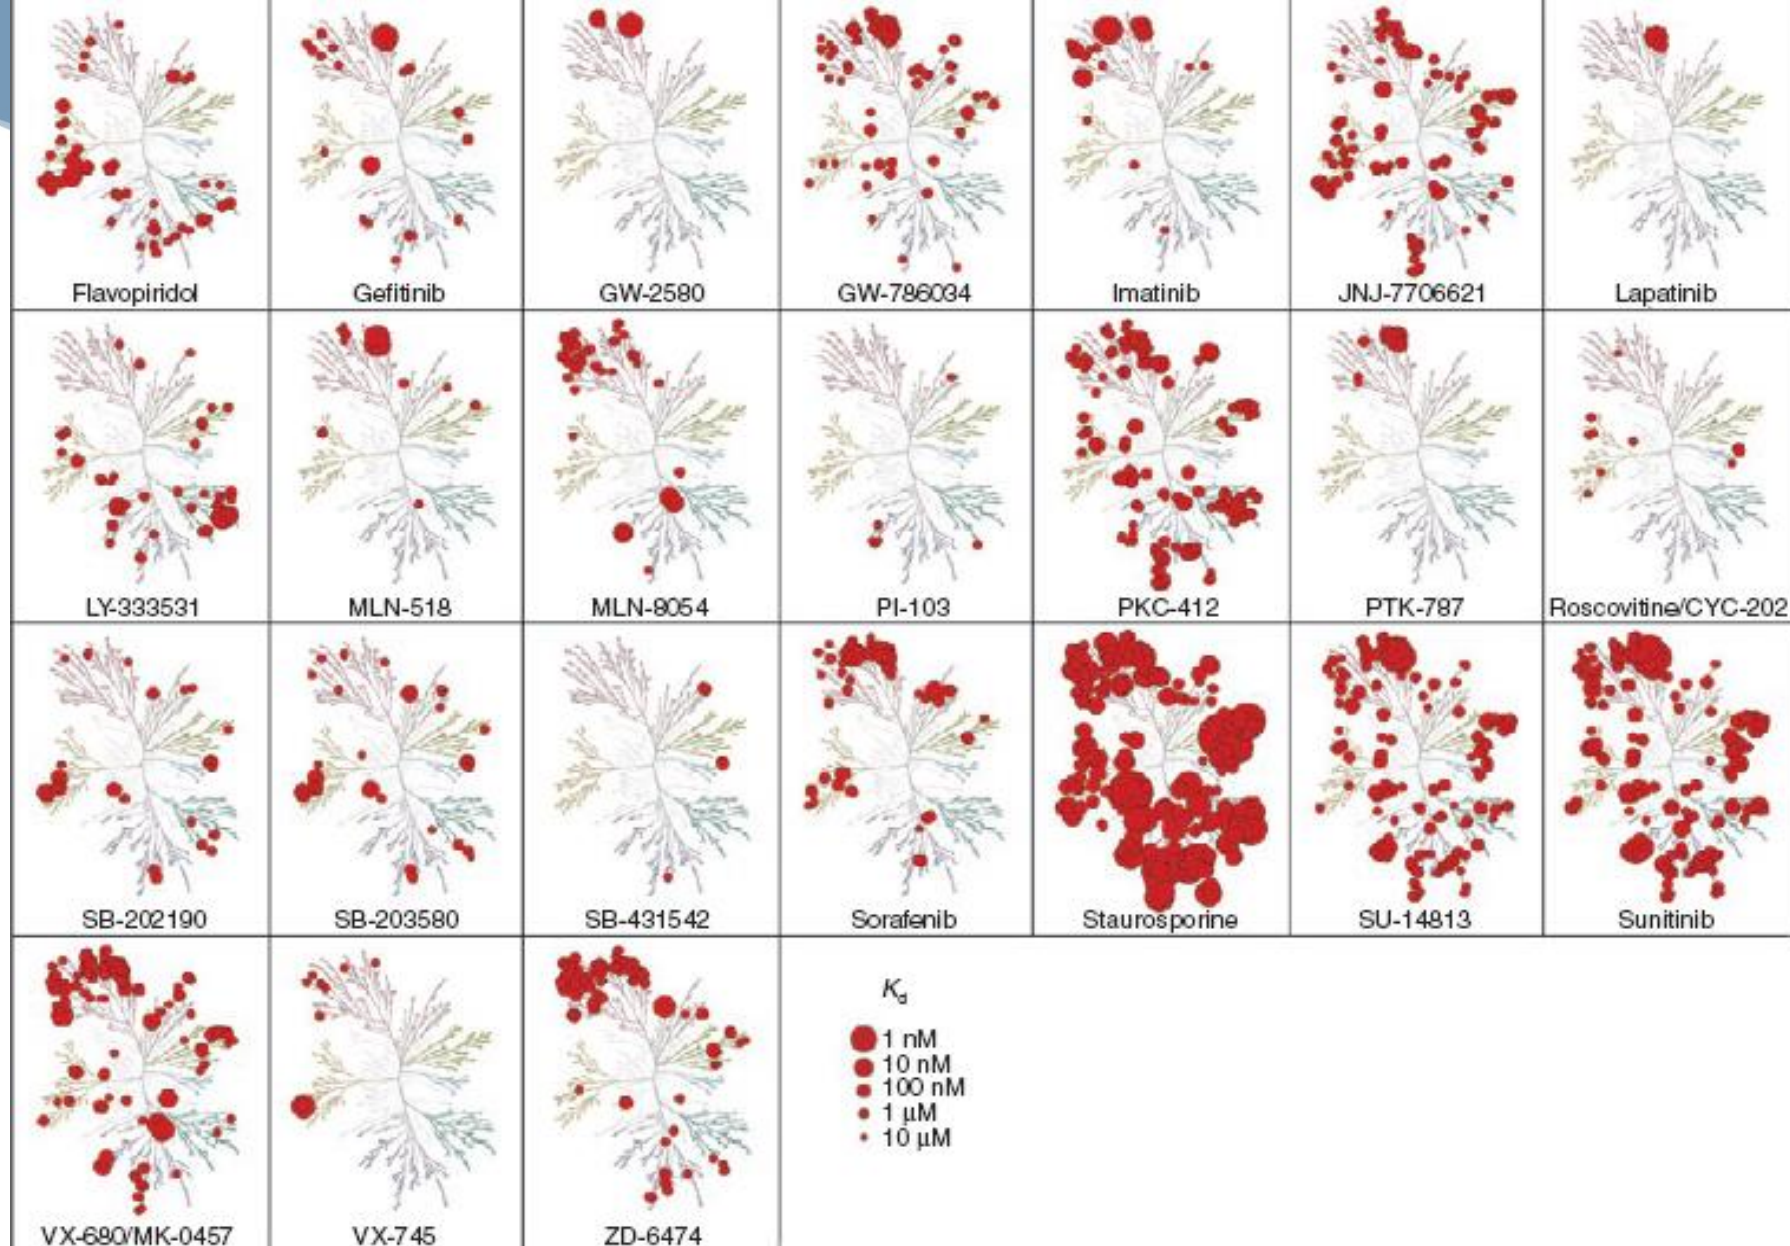 Flavopiridol
Gefitinib
GW-2580
GW-786034
Imatinib
JNJ-7706621
Lapatinib
LY-333531
MLN-518
MLN-8054
PI-103
PKC-412
PTK-787
Roscovitine/CYC-202
SB-202190
SB-203580
SB-431542
Sorafenib
Staurosporine
SU-14813
Sunitinib
VX-680/MK-0457
VX-745
ZD-6474
Kd
1 nM
10 nM
100 nM
1 μM
10 μM